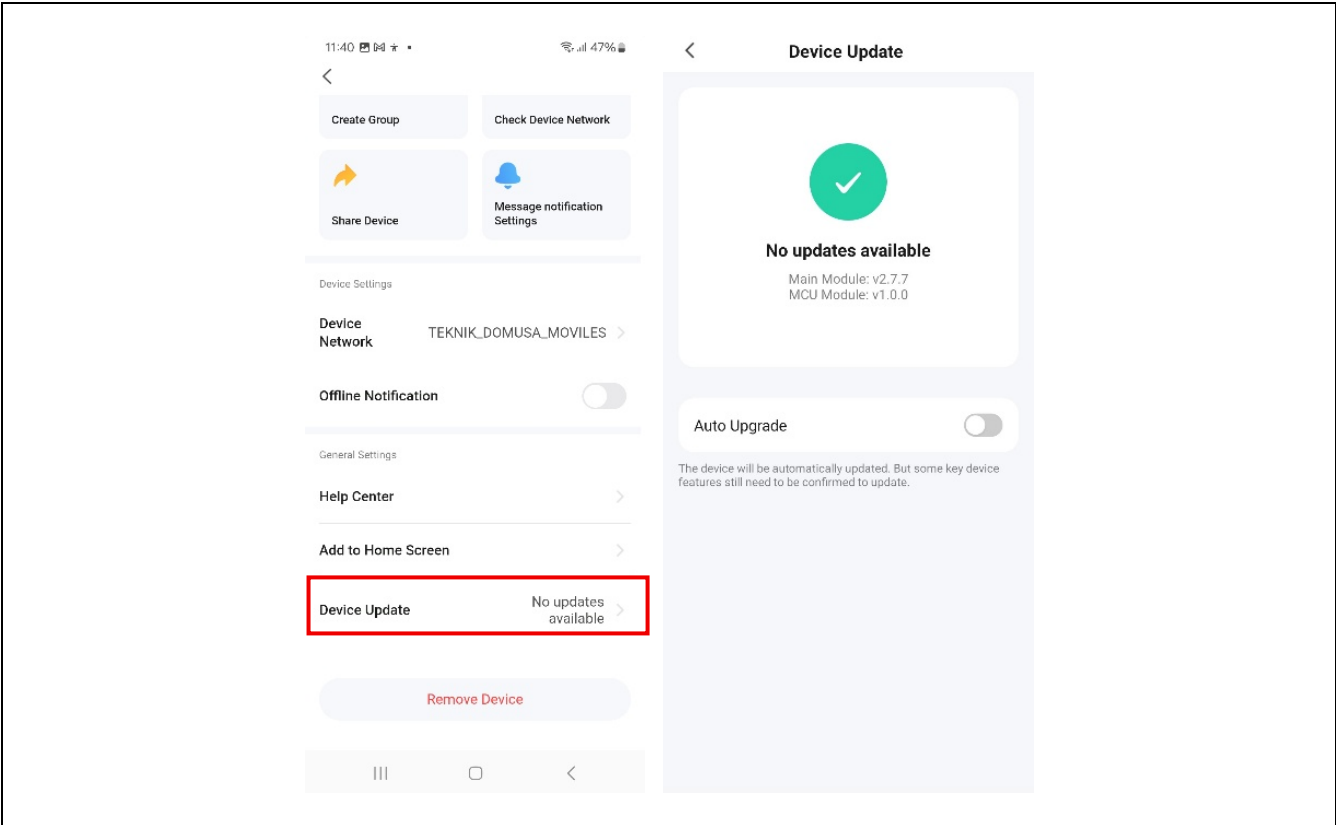 11:40
47%
Create Group
Check Device Network
Share Device
Message notification
Settings
Device Settings
Device
Network
TEKNIK_DOMUSA_MOVILES
Offline Notification
General Settings
Help Center
Add to Home Screen
Device Update
No updates
available
Remove Device
Device Update
No updates available
Main Module: v2.7.7
MCU Module: v1.0.0
Auto Upgrade
The device will be automatically updated. But some key device
features still need to be confirmed to update.